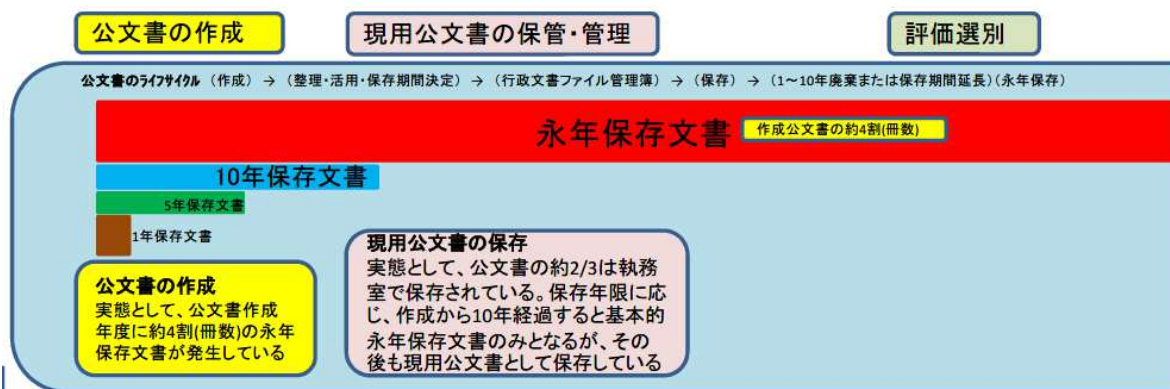 公文書の作成
現用公文書の保管・管理
評価選別
公文書のライフサイクル（作成）→（整理・活用・保存期間決定）→（行政文書ファイル管理簿）→（保存）→（1～10年廃棄または保存期間延長）（永年保存）
永年保存文書
作成公文書の約4割(冊数)
10年保存文書
5年保存文書
1年保存文書
公文書の作成
実態として、公文書作成
年度に約4割(冊数)の永年
保存文書が発生している
現用公文書の保存
実態として、公文書の約2/3は執務
室で保存されている。保存年限に応
じ、作成から10年経過すると基本的
永年保存文書のみとなるが、その
後も現用公文書として保存している